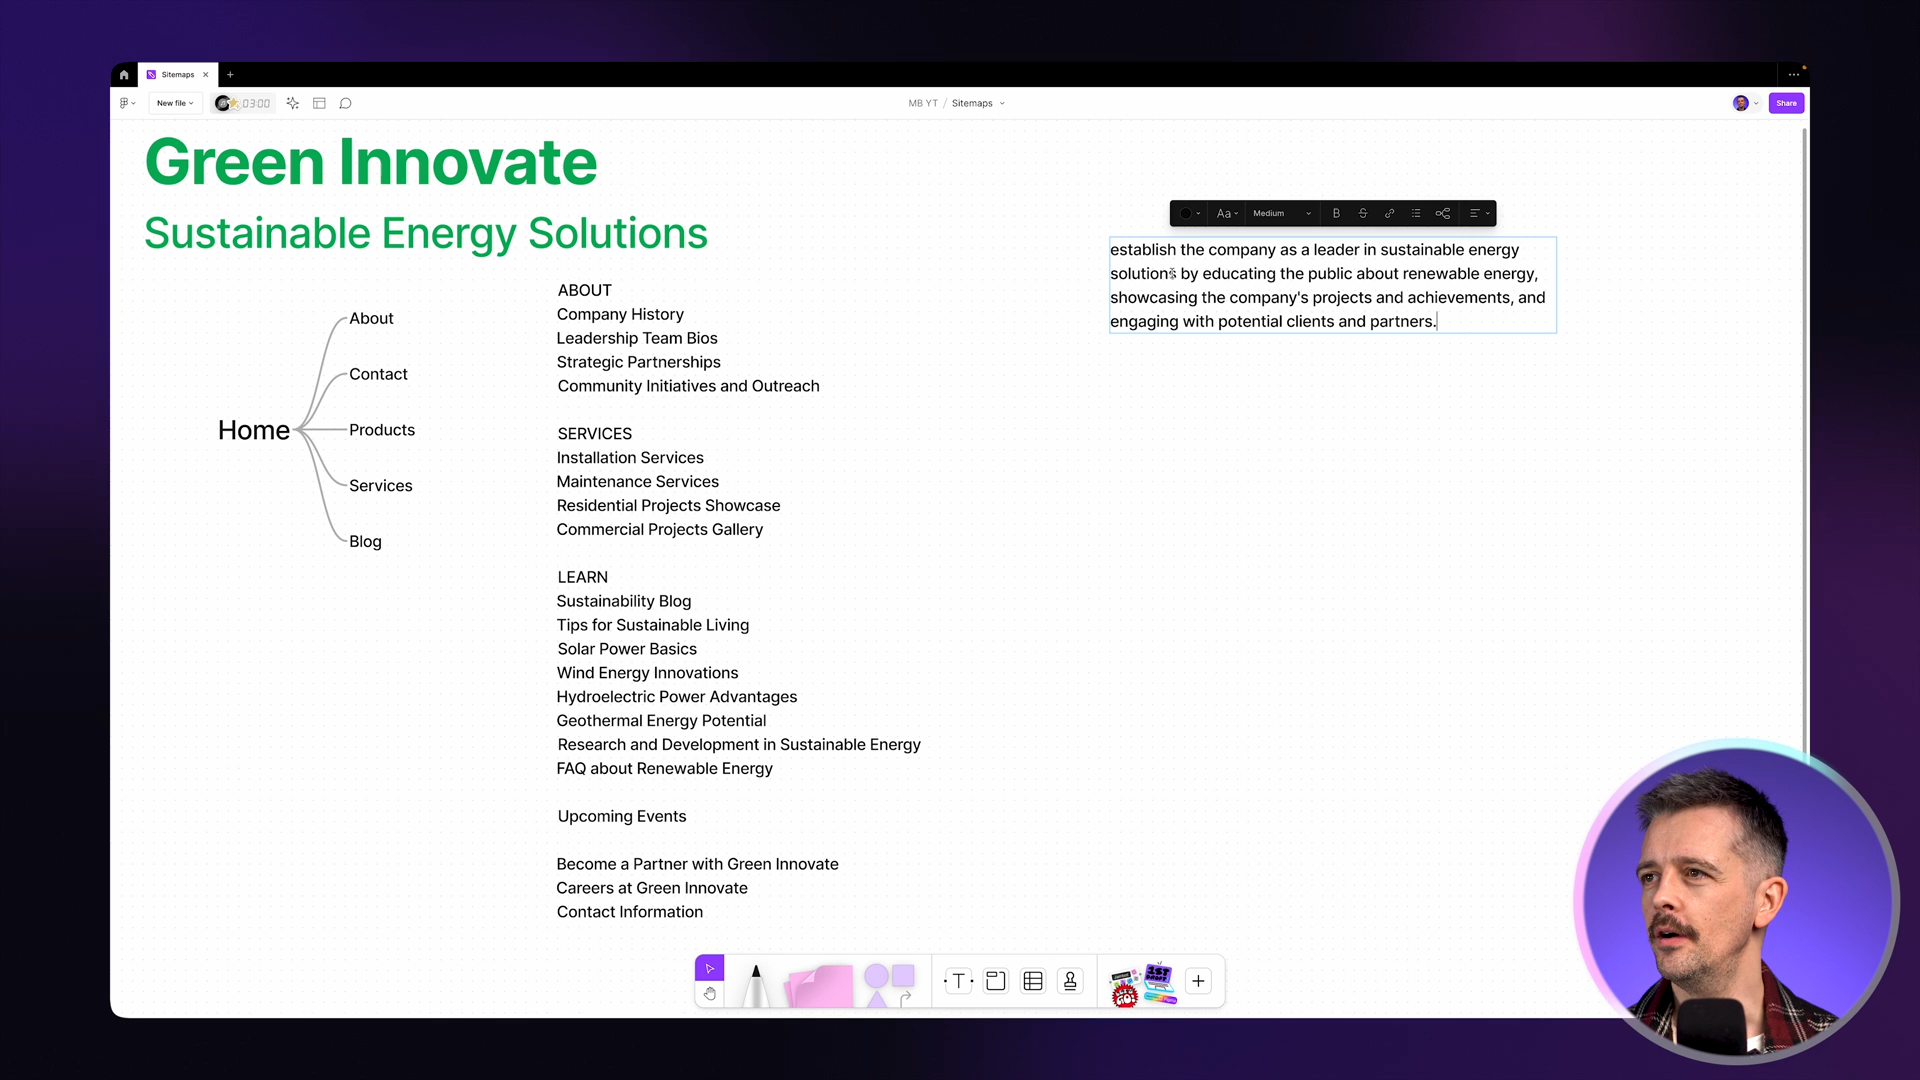 Sitemaps
New file
03:00
MB YT / Sitemaps
Share
Green Innovate
Sustainable Energy Solutions
Aa
Medium
B
S
establish the company as a leader in sustainable energy
solutions by educating the public about renewable energy,
showcasing the company's projects and achievements, and
engaging with potential clients and partners.
Home
About
Contact
Products
Services
Blog
ABOUT
Company History
Leadership Team Bios
Strategic Partnerships
Community Initiatives and Outreach
SERVICES
Installation Services
Maintenance Services
Residential Projects Showcase
Commercial Projects Gallery
LEARN
Sustainability Blog
Tips for Sustainable Living
Solar Power Basics
Wind Energy Innovations
Hydroelectric Power Advantages
Geothermal Energy Potential
Research and Development in Sustainable Energy
FAQ about Renewable Energy
Upcoming Events
Become a Partner with Green Innovate
Careers at Green Innovate
Contact Information
T
1ST
DRAFT